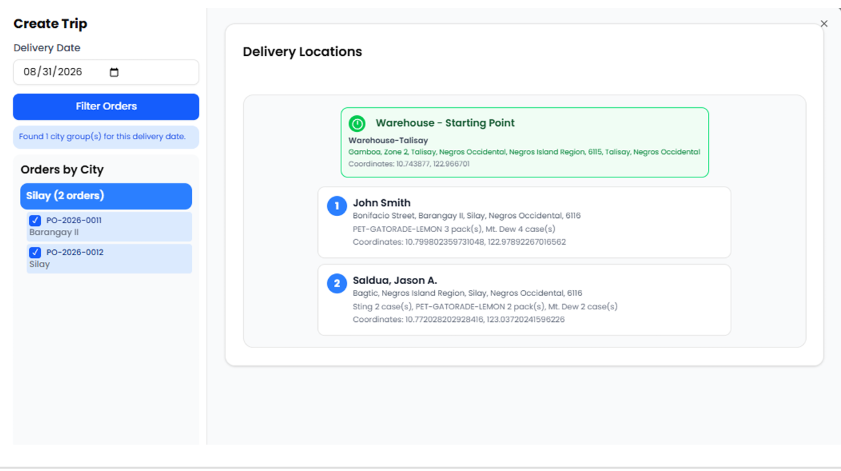 Create Trip
Delivery Date
08/31/2026
Filter Orders
Found 1 city group(s) for this delivery date.
Orders by City
Silay (2 orders)
PO-2026-0011
Barangay II
PO-2026-0012
Silay
×
Delivery Locations
Warehouse - Starting Point
Warehouse-Talisay
Gamboa, Zone 2, Talisay, Negros Occidental, Negros Island Region, 6115, Talisay, Negros Occidental
Coordinates: 10.743877, 122.966701
1
John Smith
Bonifacio Street, Barangay II, Silay, Negros Occidental, 6116
PET-GATORADE-LEMON 3 pack(s), Mt. Dew 4 case(s)
Coordinates: 10.799802359731048, 122.97892267016562
2
Saldua, Jason A.
Bagtic, Negros Island Region, Silay, Negros Occidental, 6116
Sting 2 case(s), PET-GATORADE-LEMON 2 pack(s), Mt. Dew 2 case(s)
Coordinates: 10.772028202928416, 123.03720241596226